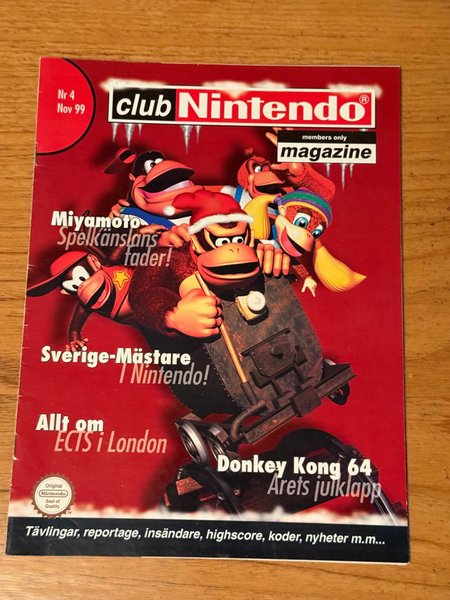 Nr 4
Nov 99
club Nintendo®
members only
magazine
Miyamoto
Spelkänslans
fader!
Sverige-Mästare
I Nintendo!
Allt om
ECTS i London
Donkey Kong 64
Årets julklapp
Original
Nintendo
Seal of
Quality
Tävlingar, reportage, insändare, highscore, koder, nyheter m.m...